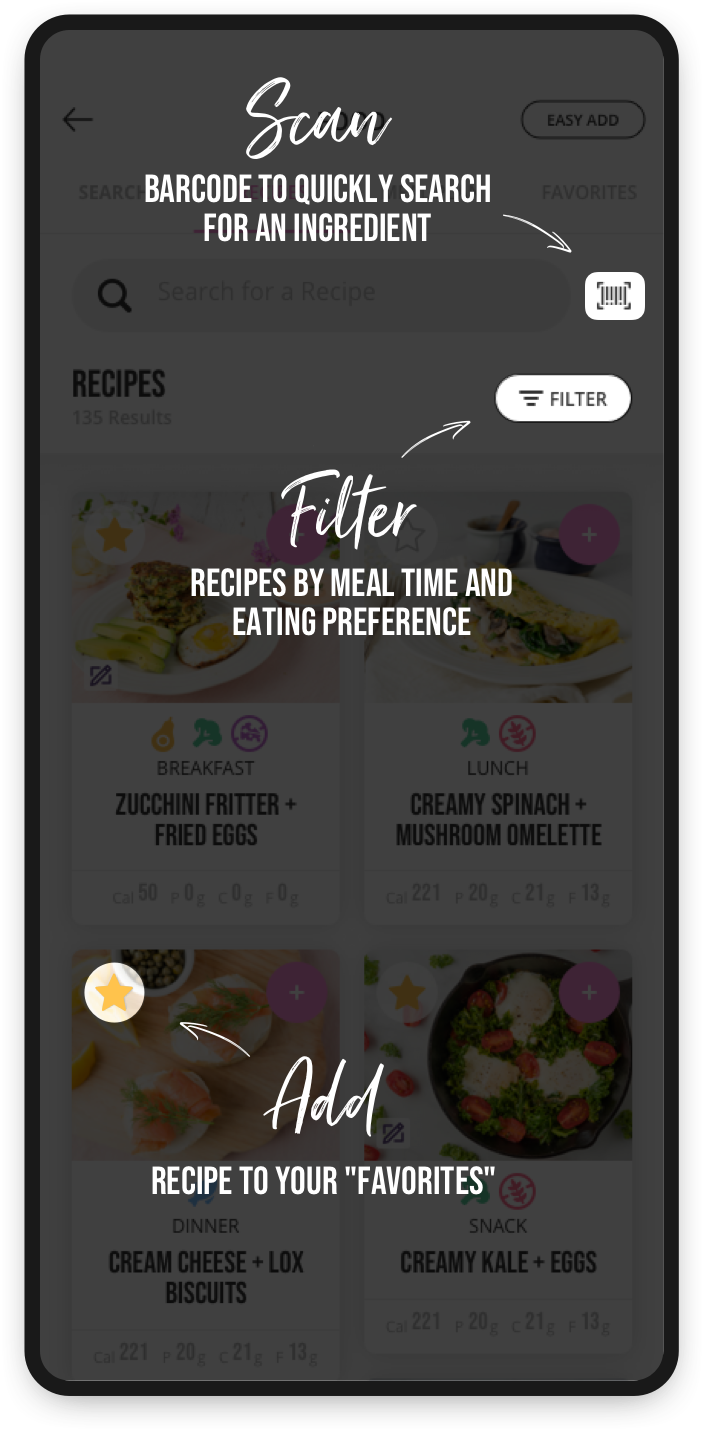 Scan
EASY ADD
BARCODE TO QUICKLY SEARCH
FOR AN INGREDIENT
SEARCH
FAVORITES
Search for a Recipe
RECIPES
135 Results
FILTER
Filter
RECIPES BY MEAL TIME AND
EATING PREFERENCE
BREAKFAST
ZUCCHINI FRITTER +
FRIED EGGS
Cal 50 P 0g C 0g F 0g
LUNCH
CREAMY SPINACH +
MUSHROOM OMELETTE
Cal 221 P 20g C 21g F 13g
Add
RECIPE TO YOUR "FAVORITES"
DINNER
CREAM CHEESE + LOX
BISCUITS
Cal 221 P 20g C 21g F 13g
SNACK
CREAMY KALE + EGGS
Cal 221 P 20g C 21g F 13g